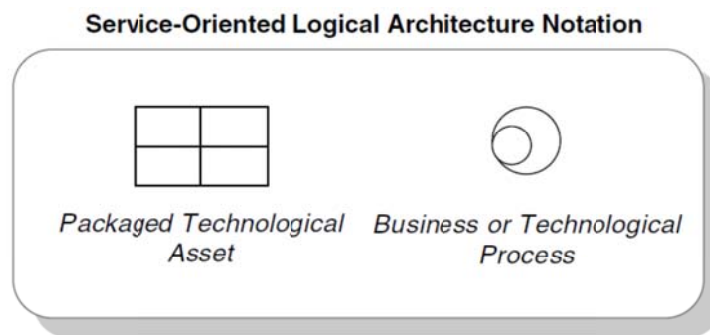 Service-Oriented Logical Architecture Notation
Packaged Technological
Asset
Business or Technological
Process